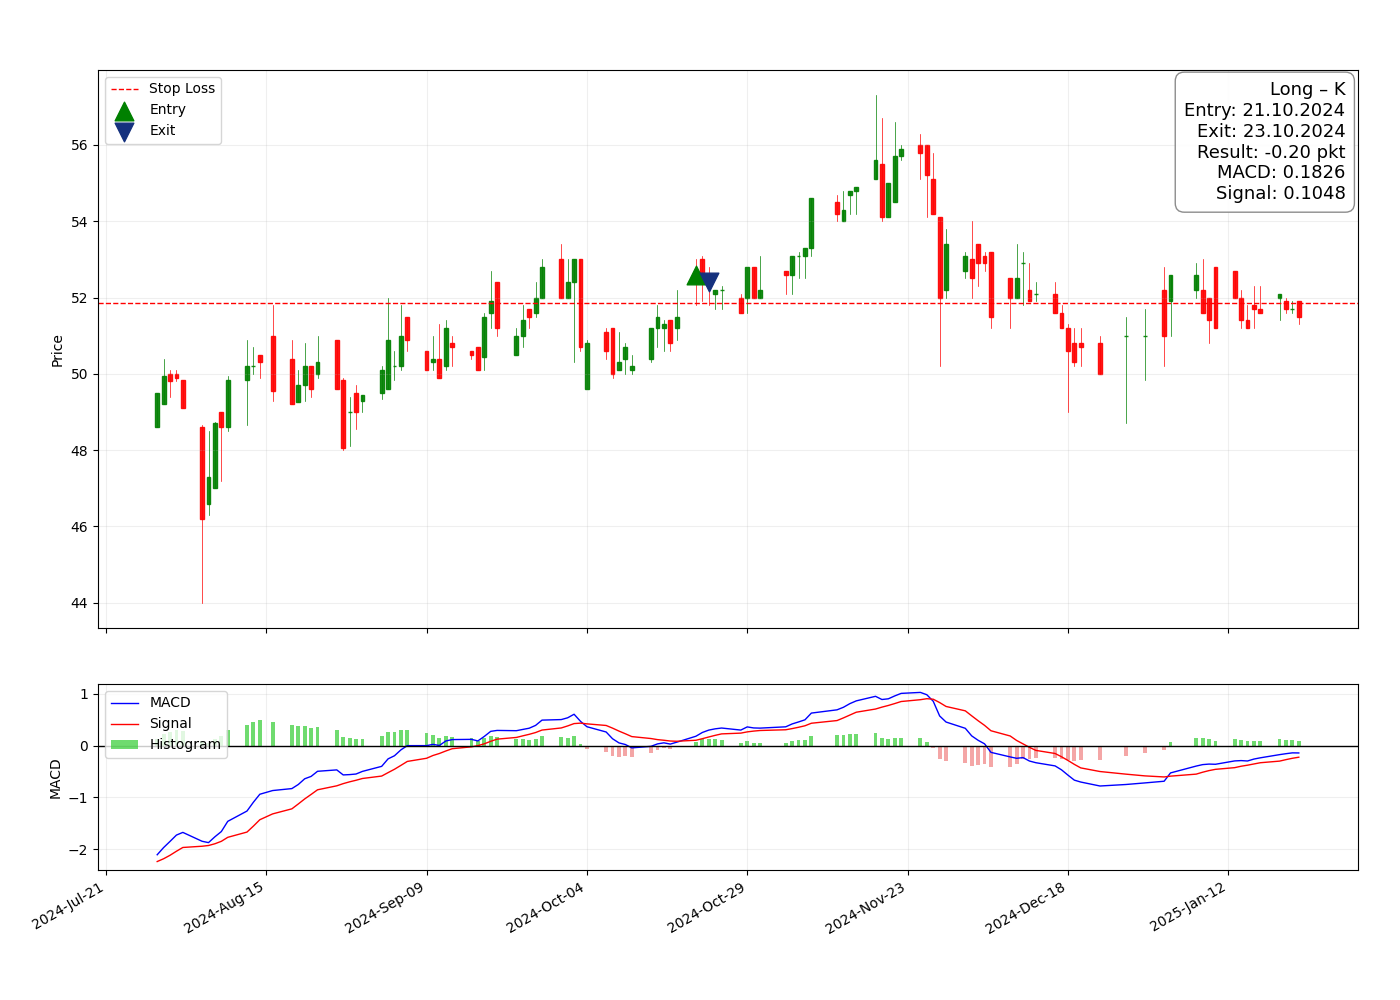 Stop Loss
Entry
Exit
Long – K
Entry: 21.10.2024
Exit: 23.10.2024
Result: -0.20 pkt
MACD: 0.1826
Signal: 0.1048
Price
56
54
52
50
48
46
44
MACD
Signal
Histogram
MACD
1
0
−1
−2
2024-Jul-21
2024-Aug-15
2024-Sep-09
2024-Oct-04
2024-Oct-29
2024-Nov-23
2024-Dec-18
2025-Jan-12